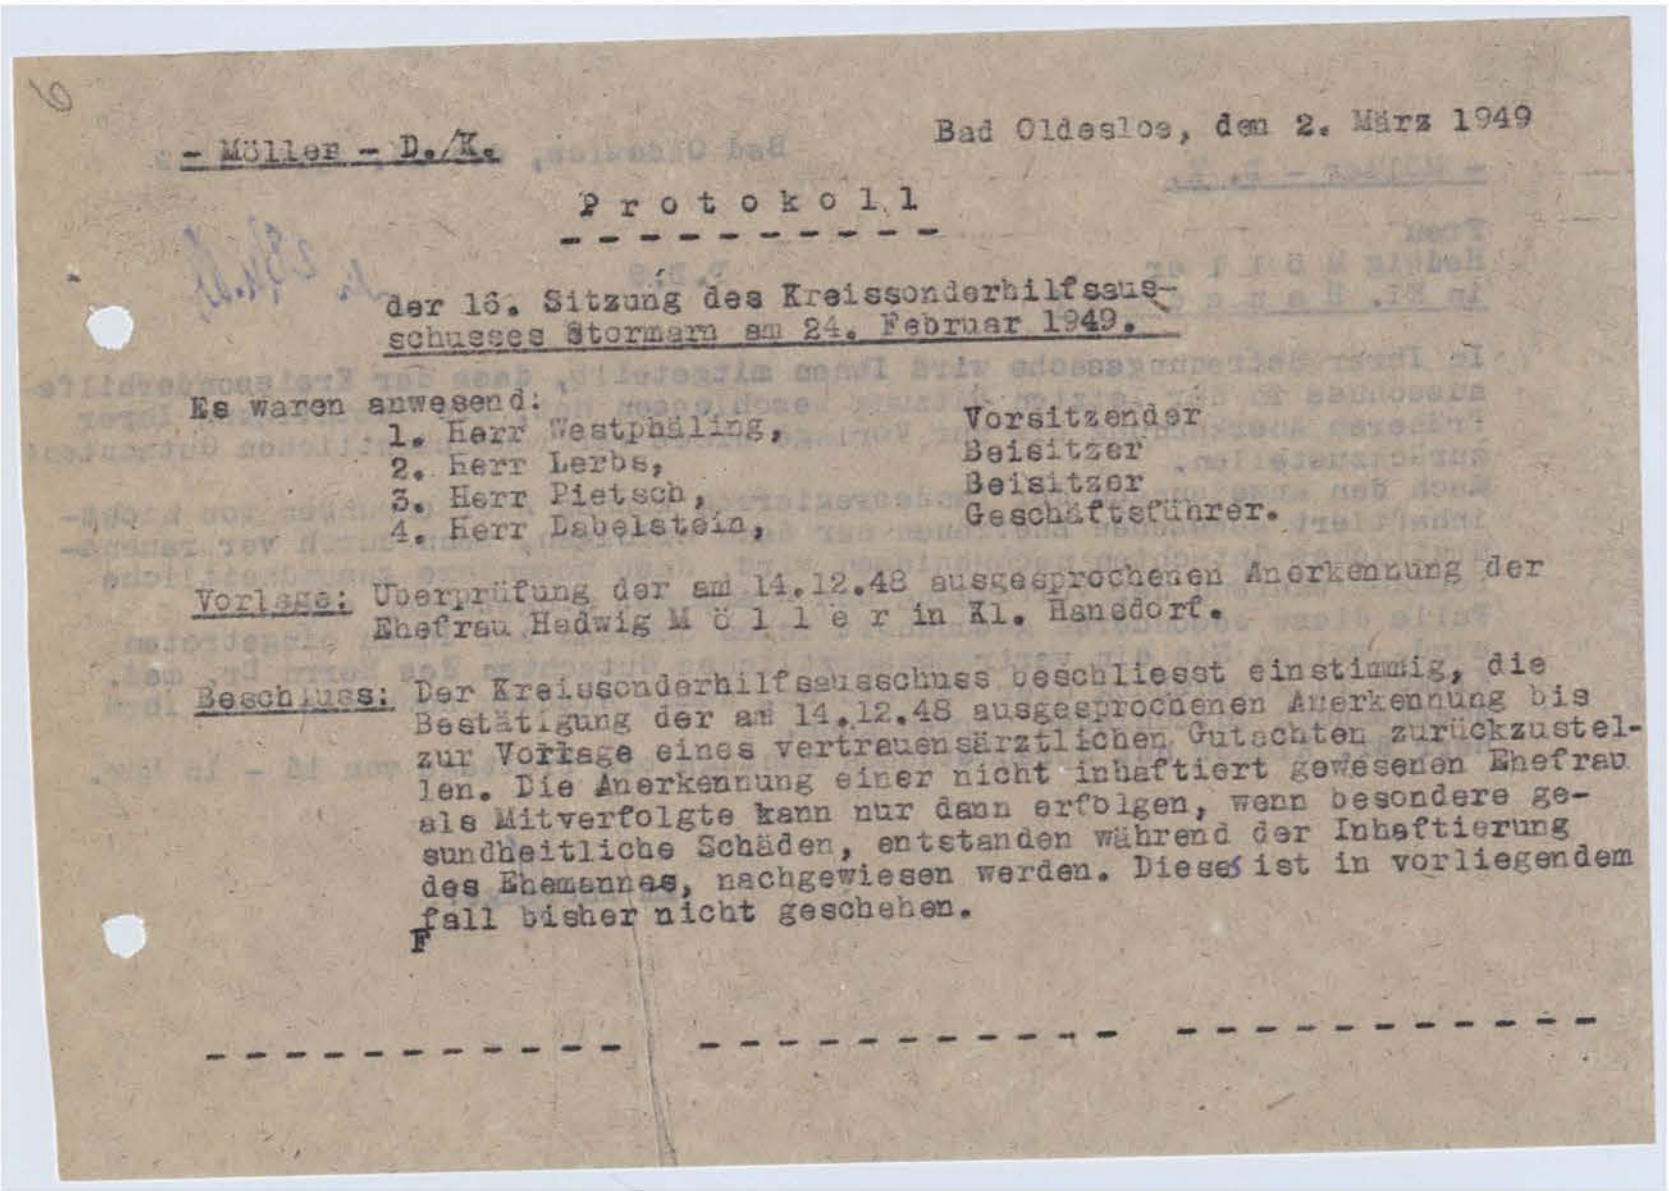 - Möller - D./K.
Bad Oldesloe, den 2. März 1949
P r o t o k o l l
der 16. Sitzung des Kreissonderhilfsaus-
schusses Stormarn am 24. Februar 1949.
Es waren anwesend:
1. Herr Westphäling, Vorsitzender
2. Herr Lerbs, Beisitzer
3. Herr Pietsch, Beisitzer
4. Herr Dabelstein, Geschäftsführer.
Vorlage: Überprüfung der am 14.12.48 ausgesprochenen Anerkennung der
Ehefrau Hedwig M ö l l e r in Kl. Hansdorf.
Beschluss: Der Kreissonderhilfsausschuss beschliesst einstimmig, die
Bestätigung der am 14.12.48 ausgesprochenen Anerkennung bis
zur Vorlage eines vertrauensärztlichen Gutachten zurückzustel-
len. Die Anerkennung einer nicht inhaftiert gewesenen Ehefrau
als Mitverfolgte kann nur dann erfolgen, wenn besondere ge-
sundheitliche Schäden, entstanden während der Inhaftierung
des Ehemannes, nachgewiesen werden. Dieses ist in vorliegendem
fall bisher nicht geschehen.
F